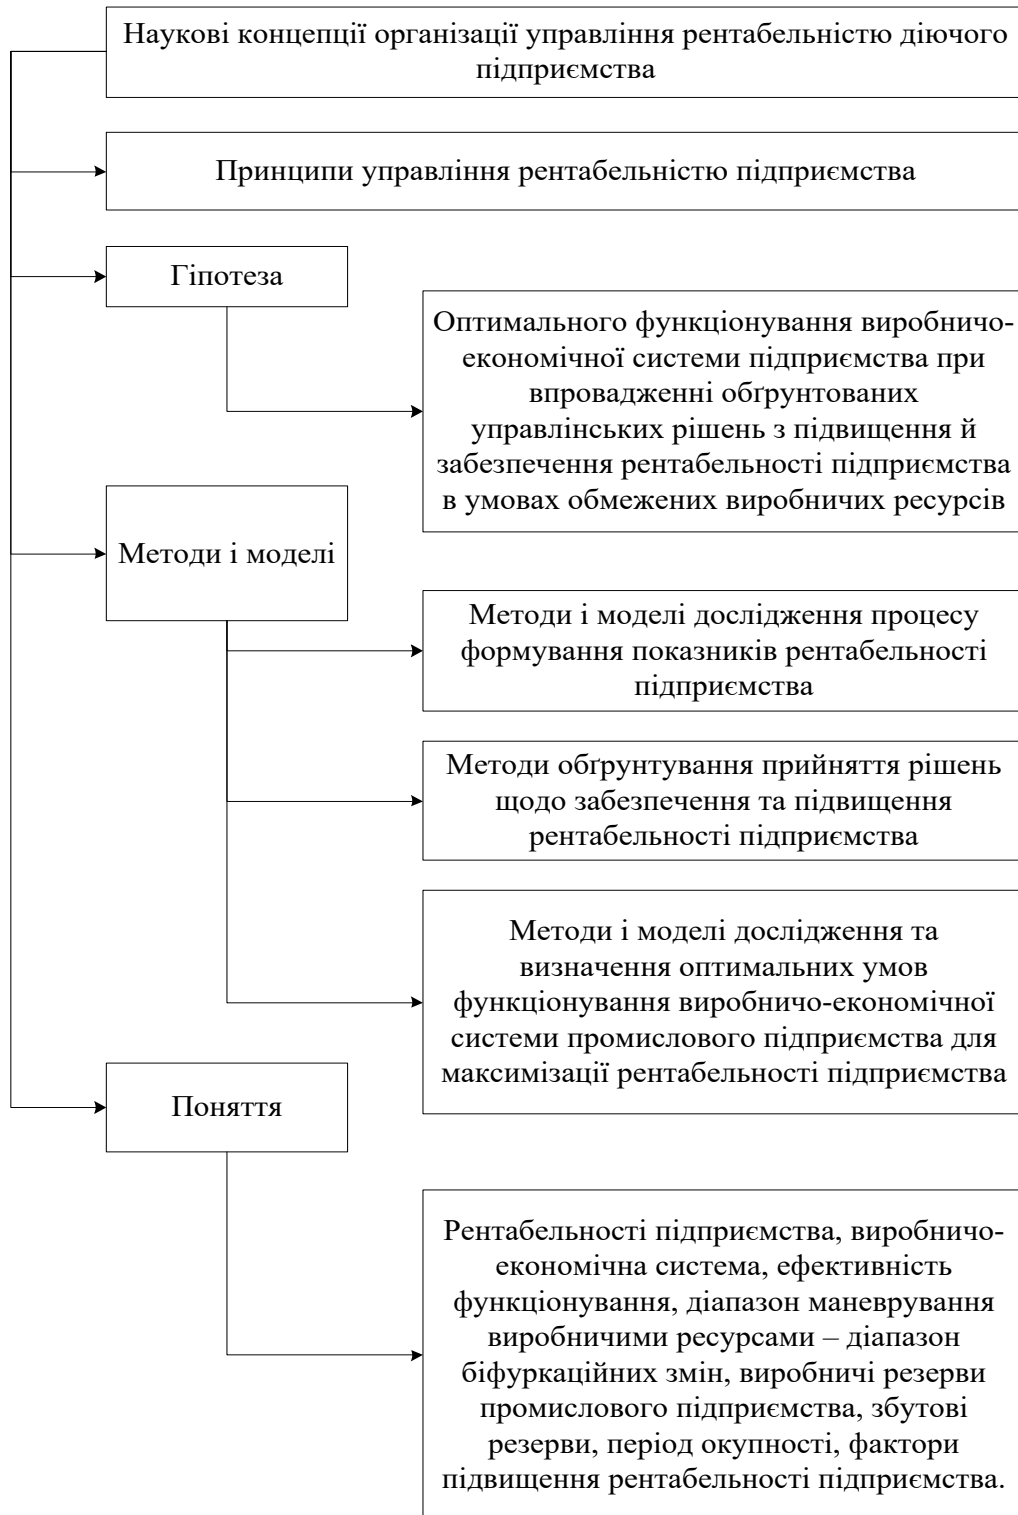 Наукові концепції організації управління рентабельністю діючого
підприємства
Принципи управління рентабельністю підприємства
Гіпотеза
Оптимального функціонування виробничо-
економічної системи підприємства при
впровадженні обґрунтованих
управлінських рішень з підвищення й
забезпечення рентабельності підприємства
в умовах обмежених виробничих ресурсів
Методи і моделі
Методи і моделі дослідження процесу
формування показників рентабельності
підприємства
Методи обґрунтування прийняття рішень
щодо забезпечення та підвищення
рентабельності підприємства
Методи і моделі дослідження та
визначення оптимальних умов
функціонування виробничо-економічної
системи промислового підприємства для
максимізації рентабельності підприємства
Поняття
Рентабельності підприємства, виробничо-
економічна система, ефективність
функціонування, діапазон маневрування
виробничими ресурсами – діапазон
біфуркаційних змін, виробничі резерви
промислового підприємства, збутові
резерви, період окупності, фактори
підвищення рентабельності підприємства.